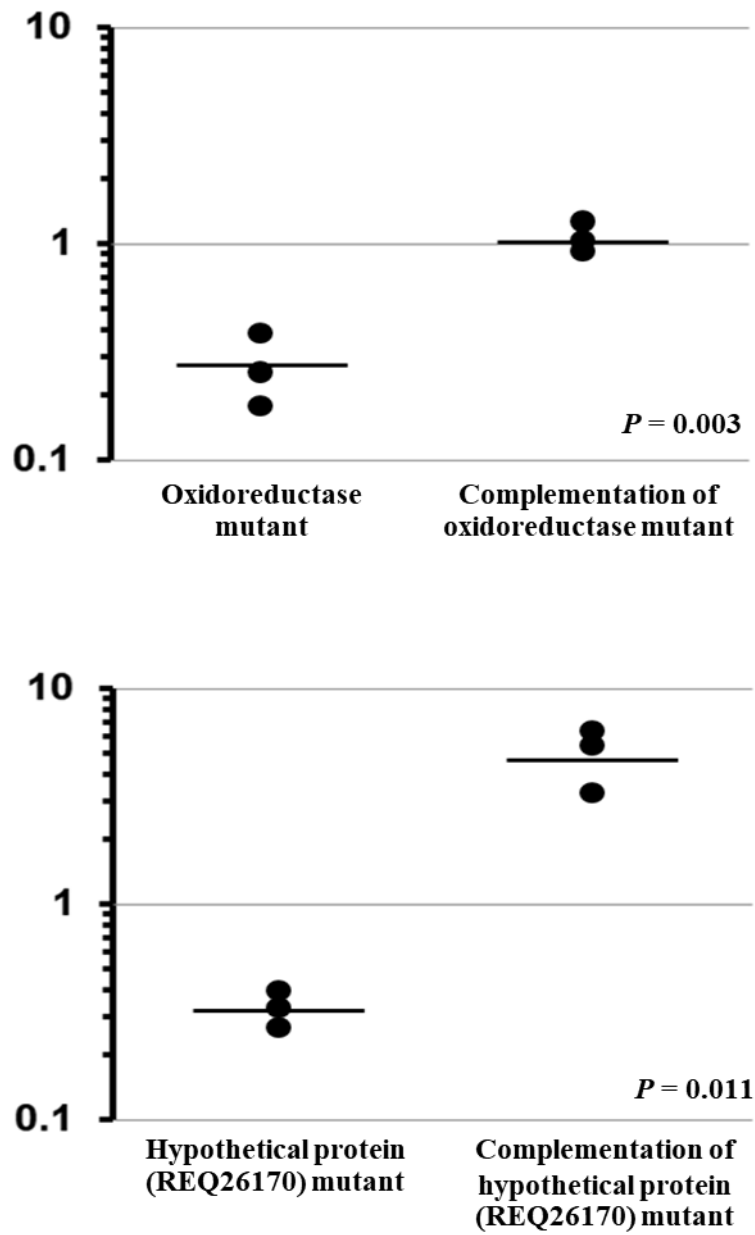 10
1
0.1
P = 0.003
Oxidoreductase
mutant
Complementation of
oxidoreductase mutant
10
1
0.1
P = 0.011
Hypothetical protein
(REQ26170) mutant
Complementation of
hypothetical protein
(REQ26170) mutant